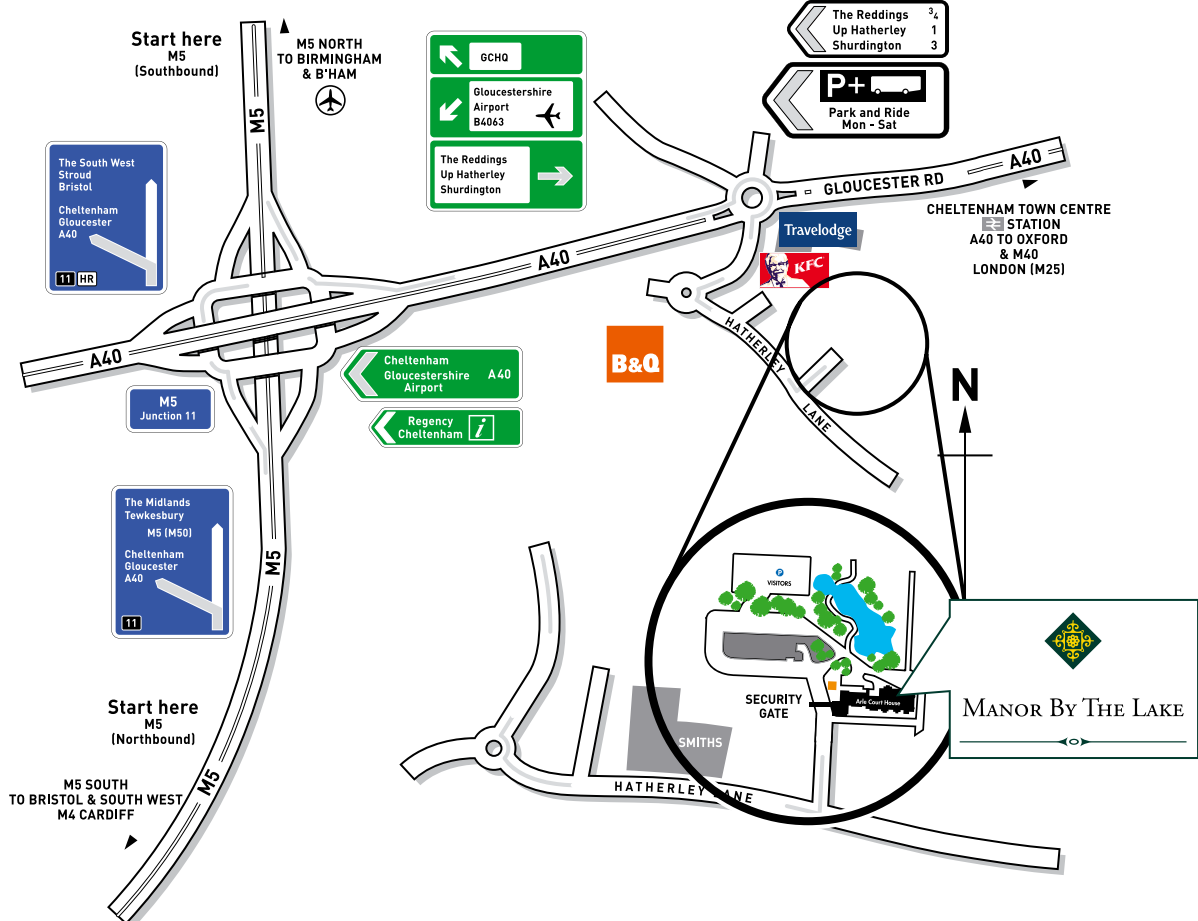 Start here
M5
(Southbound)
M5 NORTH
TO BIRMINGHAM
& B'HAM
M5
GCHQ
Gloucestershire
Airport
B4063
The Reddings
Up Hatherley
Shurdington
The Reddings 3/4
Up Hatherley 1
Shurdington 3
P+
Park and Ride
Mon - Sat
The South West
Stroud
Bristol
Cheltenham
Gloucester
A40
11 HR
GLOUCESTER RD
A40
CHELTENHAM TOWN CENTRE
STATION
A40 TO OXFORD
& M40
LONDON (M25)
Travelodge
KFC
A40
A40
HATHERLEY
LANE
B&Q
Cheltenham
Gloucestershire A40
Airport
Regency
Cheltenham i
M5
Junction 11
N
The Midlands
Tewkesbury
M5 (M50)
Cheltenham
Gloucester
A40
11
M5
P
VISITORS
Arle Court House
SECURITY
GATE
MANOR BY THE LAKE
SMITHS
HATHERLEY LANE
Start here
M5
(Northbound)
M5
M5 SOUTH
TO BRISTOL & SOUTH WEST
M4 CARDIFF